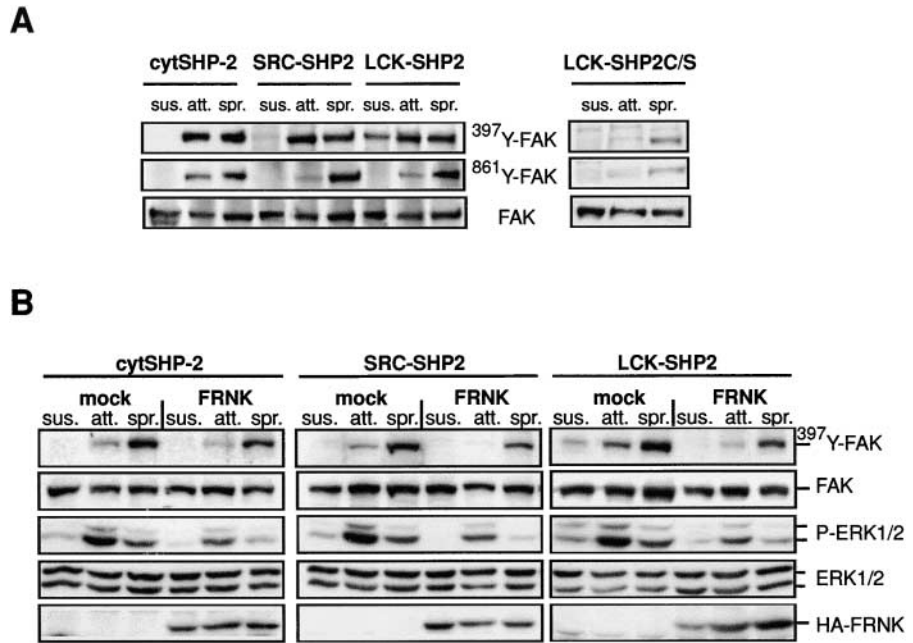 A
cytSHP-2 SRC-SHP2 LCK-SHP2 LCK-SHP2C/S
sus. att. spr. sus. att. spr. sus. att. spr. sus. att. spr.
397Y-FAK
861Y-FAK
FAK
B
cytSHP-2 SRC-SHP2 LCK-SHP2
mock FRNK mock FRNK mock FRNK
sus. att. spr. sus. att. spr. sus. att. spr. sus. att. spr. sus. att. spr. sus. att. spr.
397Y-FAK
FAK
P-ERK1/2
ERK1/2
HA-FRNK